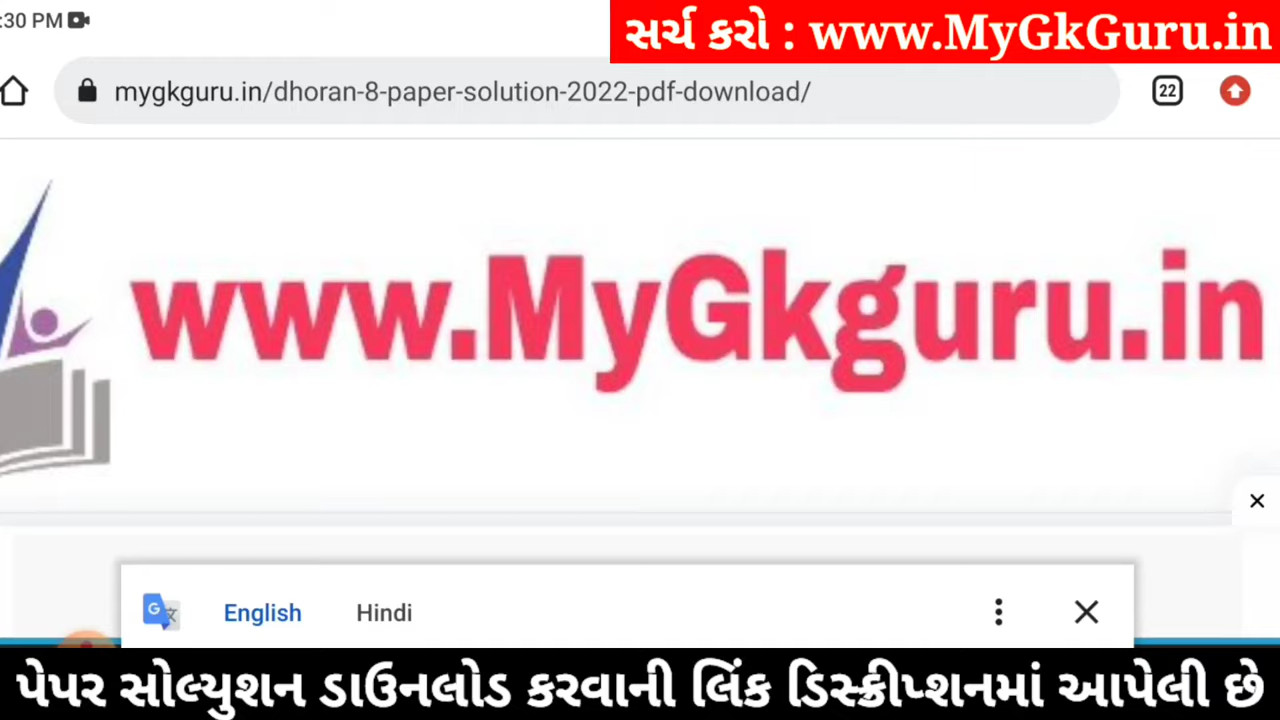 :30 PM
સર્ચ કરો : www.MyGkGuru.in
mygkguru.in/dhoran-8-paper-solution-2022-pdf-download/
22
www.MyGkguru.in
English Hindi
પેપર સોલ્યુશન ડાઉનલોડ કરવાની લિંક ડિસ્ક્રીપ્શનમાં આપેલી છે